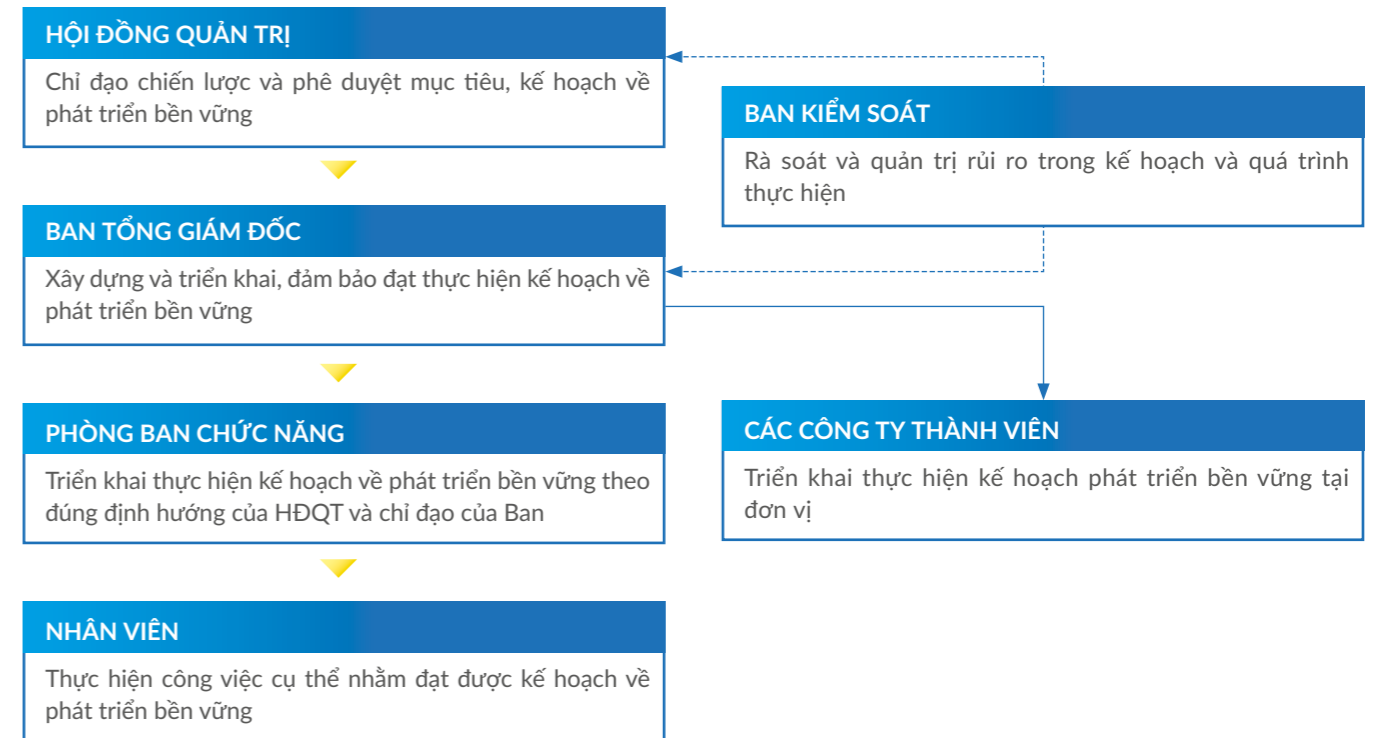 HỘI ĐỒNG QUẢN TRỊ
Chỉ đạo chiến lược và phê duyệt mục tiêu, kế hoạch về
phát triển bền vững
BAN KIỂM SOÁT
Rà soát và quản trị rủi ro trong kế hoạch và quá trình
thực hiện
BAN TỔNG GIÁM ĐỐC
Xây dựng và triển khai, đảm bảo đạt thực hiện kế hoạch về
phát triển bền vững
PHÒNG BAN CHỨC NĂNG
Triển khai thực hiện kế hoạch về phát triển bền vững theo
đúng định hướng của HĐQT và chỉ đạo của Ban
CÁC CÔNG TY THÀNH VIÊN
Triển khai thực hiện kế hoạch phát triển bền vững tại
đơn vị
NHÂN VIÊN
Thực hiện công việc cụ thể nhằm đạt được kế hoạch về
phát triển bền vững